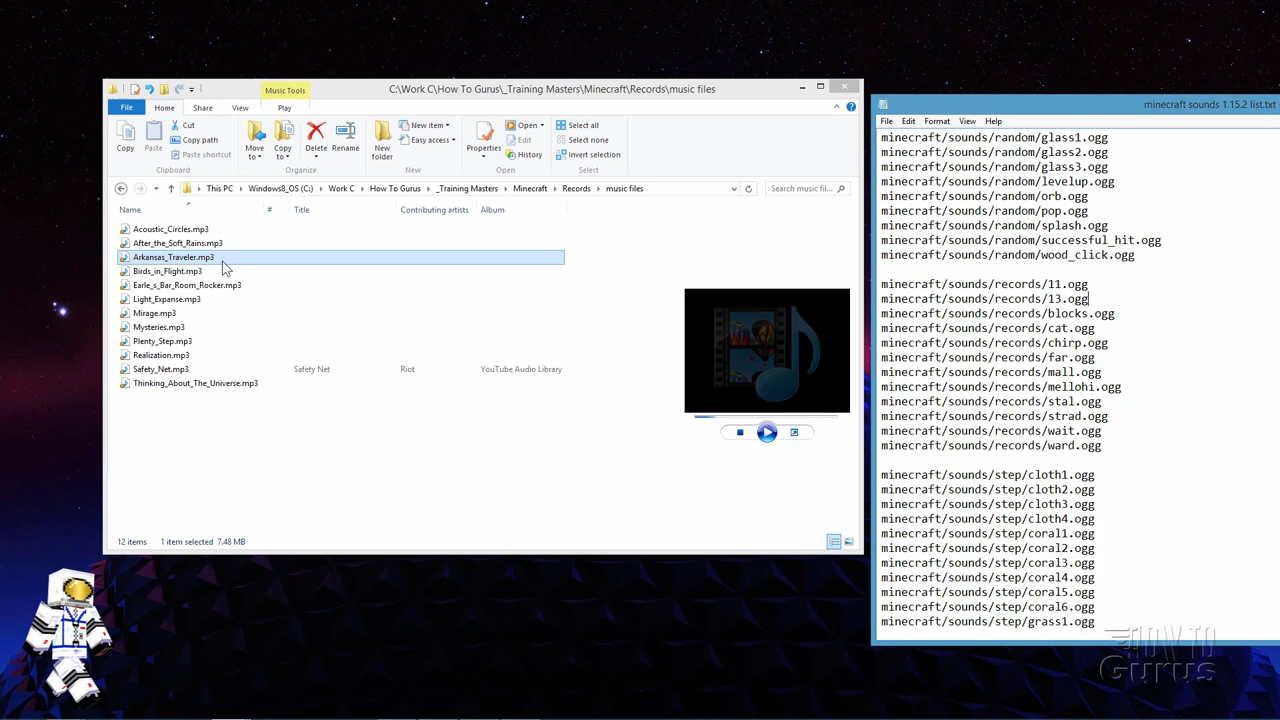 Music Tools
C:\Work C\How To Gurus\_Training Masters\Minecraft\Records\music files
File Home Share View Play
Copy Paste Cut Copy path Paste shortcut
Move to Copy to Delete Rename
New folder New item Easy access
Properties Open Edit History
Select all Select none Invert selection
Clipboard Organize New Open Select
This PC Windows8_OS (C:) Work C How To Gurus _Training Masters Minecraft Records music files Search music fil...
Name # Title Contributing artists Album
Acoustic_Circles.mp3
After_the_Soft_Rains.mp3
Arkansas_Traveler.mp3
Birds_in_Flight.mp3
Earle_s_Bar_Room_Rocker.mp3
Light_Expanse.mp3
Mirage.mp3
Mysteries.mp3
Plenty_Step.mp3
Realization.mp3
Safety_Net.mp3 Safety Net Riot YouTube Audio Library
Thinking_About_The_Universe.mp3
12 items 1 item selected 7.48 MB
minecraft sounds 1.15.2 list.txt
File Edit Format View Help
minecraft/sounds/random/glass1.ogg
minecraft/sounds/random/glass2.ogg
minecraft/sounds/random/glass3.ogg
minecraft/sounds/random/levelup.ogg
minecraft/sounds/random/orb.ogg
minecraft/sounds/random/pop.ogg
minecraft/sounds/random/splash.ogg
minecraft/sounds/random/successful_hit.ogg
minecraft/sounds/random/wood_click.ogg
minecraft/sounds/records/11.ogg
minecraft/sounds/records/13.ogg
minecraft/sounds/records/blocks.ogg
minecraft/sounds/records/cat.ogg
minecraft/sounds/records/chirp.ogg
minecraft/sounds/records/far.ogg
minecraft/sounds/records/mall.ogg
minecraft/sounds/records/mellohi.ogg
minecraft/sounds/records/stal.ogg
minecraft/sounds/records/strad.ogg
minecraft/sounds/records/wait.ogg
minecraft/sounds/records/ward.ogg
minecraft/sounds/step/cloth1.ogg
minecraft/sounds/step/cloth2.ogg
minecraft/sounds/step/cloth3.ogg
minecraft/sounds/step/cloth4.ogg
minecraft/sounds/step/coral1.ogg
minecraft/sounds/step/coral2.ogg
minecraft/sounds/step/coral3.ogg
minecraft/sounds/step/coral4.ogg
minecraft/sounds/step/coral5.ogg
minecraft/sounds/step/coral6.ogg
minecraft/sounds/step/grass1.ogg
HOW TO
GURUS